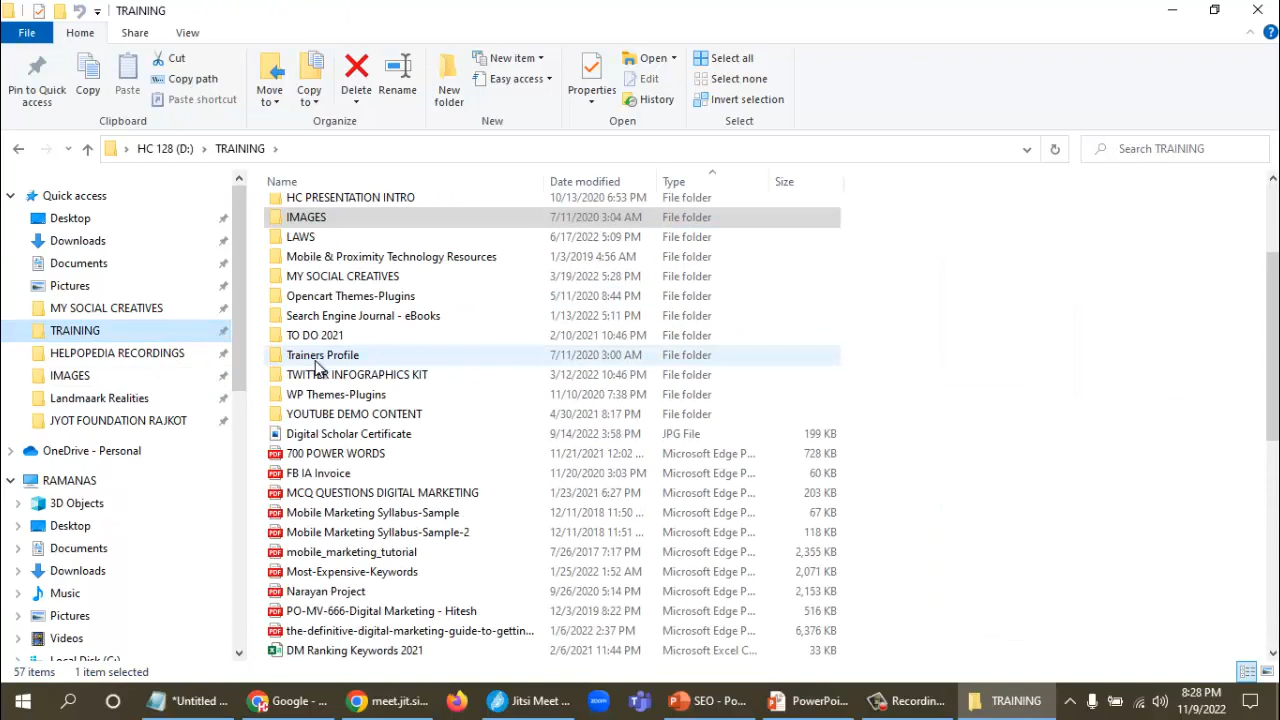 TRAINING
File Home Share View
Pin to Quick access
Copy
Paste
Cut
Copy path
Paste shortcut
Clipboard
Move to
Copy to
Delete
Rename
Organize
New folder
New item
Easy access
New
Properties
Open
Edit
History
Open
Select all
Select none
Invert selection
Select
HC 128 (D:) › TRAINING ›
Search TRAINING
Quick access
Desktop
Downloads
Documents
Pictures
MY SOCIAL CREATIVES
TRAINING
HELPOPEDIA RECORDINGS
IMAGES
Landmaark Realities
JYOT FOUNDATION RAJKOT
OneDrive - Personal
RAMANAS
3D Objects
Desktop
Documents
Downloads
Music
Pictures
Videos
Local Disk (C:)
Name Date modified Type Size
HC PRESENTATION INTRO 10/13/2020 6:53 PM File folder
IMAGES 7/11/2020 3:04 AM File folder
LAWS 6/17/2022 5:09 PM File folder
Mobile & Proximity Technology Resources 1/3/2019 4:56 AM File folder
MY SOCIAL CREATIVES 3/19/2022 5:28 PM File folder
Opencart Themes-Plugins 5/11/2020 8:44 PM File folder
Search Engine Journal - eBooks 1/13/2022 5:11 PM File folder
TO DO 2021 2/10/2021 10:46 PM File folder
Trainers Profile 7/11/2020 3:00 AM File folder
TWITTER INFOGRAPHICS KIT 3/12/2022 10:46 PM File folder
WP Themes-Plugins 11/10/2020 7:38 PM File folder
YOUTUBE DEMO CONTENT 4/30/2021 8:17 PM File folder
Digital Scholar Certificate 9/14/2022 3:58 PM JPG File 199 KB
700 POWER WORDS 11/21/2021 12:02 ... Microsoft Edge P... 728 KB
FB IA Invoice 11/20/2020 3:03 PM Microsoft Edge P... 60 KB
MCQ QUESTIONS DIGITAL MARKETING 1/23/2021 6:27 PM Microsoft Edge P... 203 KB
Mobile Marketing Syllabus-Sample 12/11/2018 11:50 ... Microsoft Edge P... 67 KB
Mobile Marketing Syllabus-Sample-2 12/11/2018 11:51 ... Microsoft Edge P... 118 KB
mobile_marketing_tutorial 7/26/2017 7:17 PM Microsoft Edge P... 2,355 KB
Most-Expensive-Keywords 1/25/2022 1:52 AM Microsoft Edge P... 2,071 KB
Narayan Project 9/26/2020 5:14 PM Microsoft Edge P... 2,153 KB
PO-MV-666-Digital Marketing - Hitesh 12/3/2019 8:22 PM Microsoft Edge P... 516 KB
the-definitive-digital-marketing-guide-to-gettin... 1/6/2022 2:37 PM Microsoft Edge P... 6,376 KB
DM Ranking Keywords 2021 2/6/2021 11:44 PM Microsoft Excel C... 33 KB
57 items 1 item selected
*Untitled ... Google - ... meet.jit.si... Jitsi Meet ... SEO - Po... PowerPoi... Recordin... TRAINING
8:28 PM
11/9/2022